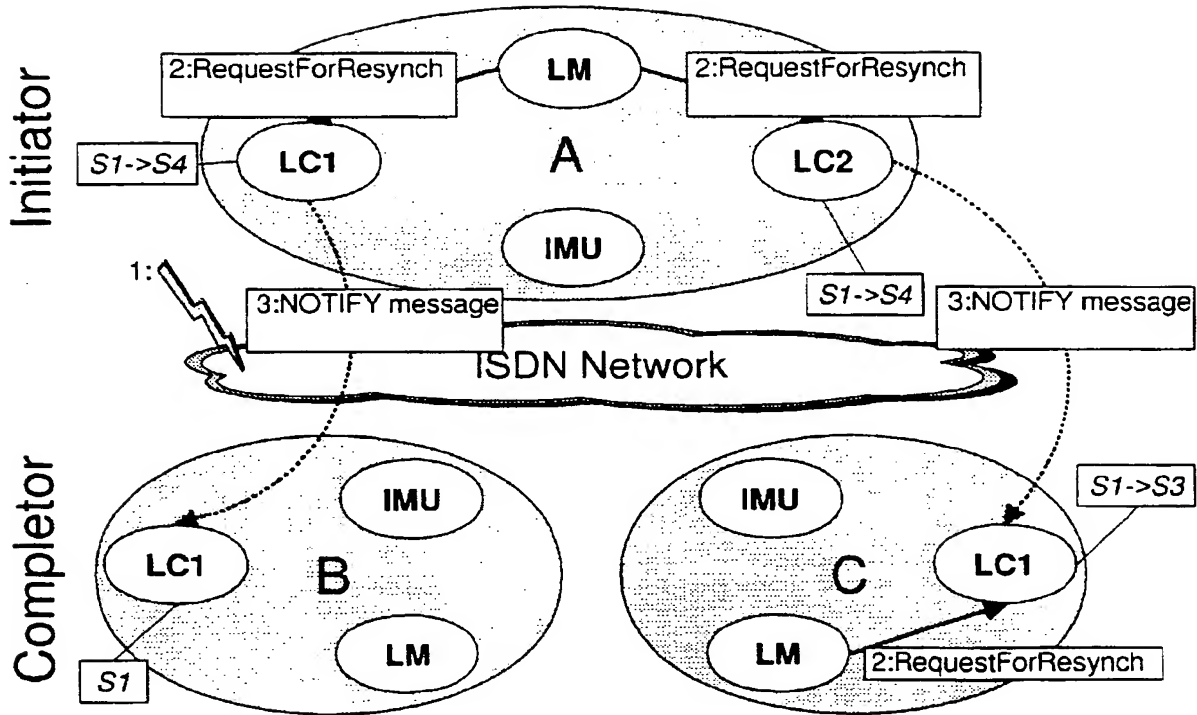 Initiator
2:RequestForResynch
LM
2:RequestForResynch
S1->S4
LC1
A
LC2
IMU
1:
S1->S4
3:NOTIFY message
3:NOTIFY message
ISDN Network
Completor
IMU
IMU
S1->S3
LC1
B
C
LC1
LM
LM
2:RequestForResynch
S1